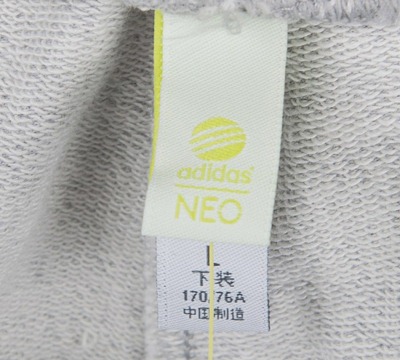 adidas
NEO
L
下装
170/76A
中国制造